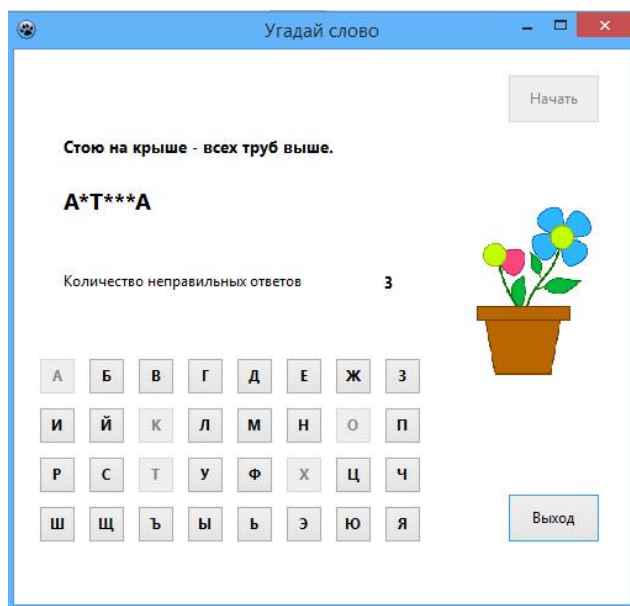 Угадай слово
Начать
Стою на крыше - всех труб выше.
А*Т***А
Количество неправильных ответов 3
А Б В Г Д Е Ж З
И Й К Л М Н О П
Р С Т У Ф Х Ц Ч
Ш Щ Ъ Ы Ь Э Ю Я
Выход